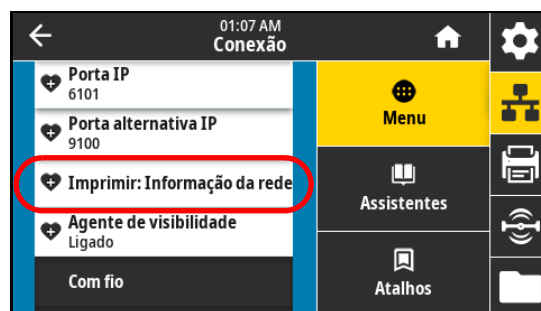 01:07 AM
Conexão
Porta IP
6101
Porta alternativa IP
9100
Imprimir: Informação da rede
Agente de visibilidade
Ligado
Com fio
Menu
Assistentes
Atalhos